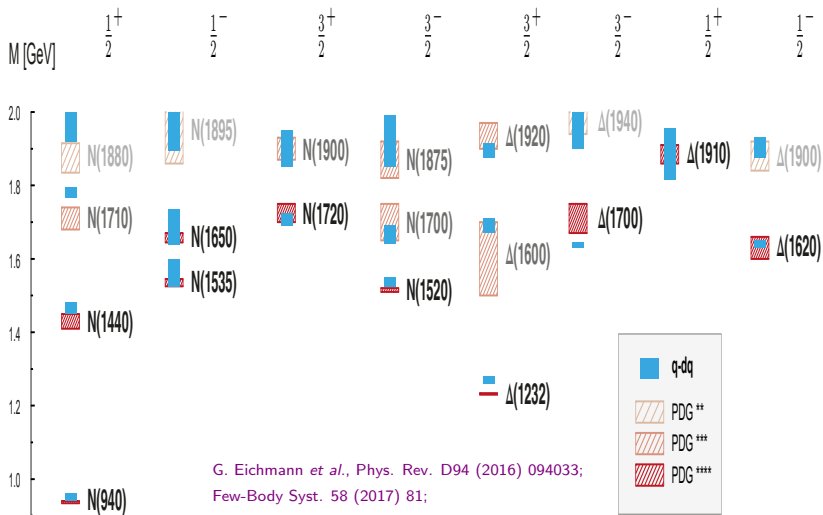 1/2+ 1/2- 3/2+ 3/2- 3/2+ 3/2- 1/2+ 1/2-
M [GeV]
2.0
1.8
1.6
1.4
1.2
1.0
N(1880)
N(1710)
N(1440)
N(940)
N(1895)
N(1650)
N(1535)
N(1900)
N(1720)
N(1875)
N(1700)
N(1520)
Δ(1920)
Δ(1600)
Δ(1232)
Δ(1940)
Δ(1700)
Δ(1910)
Δ(1900)
Δ(1620)
q-dq
PDG **
PDG ***
PDG ****
G. Eichmann et al., Phys. Rev. D94 (2016) 094033;
Few-Body Syst. 58 (2017) 81;